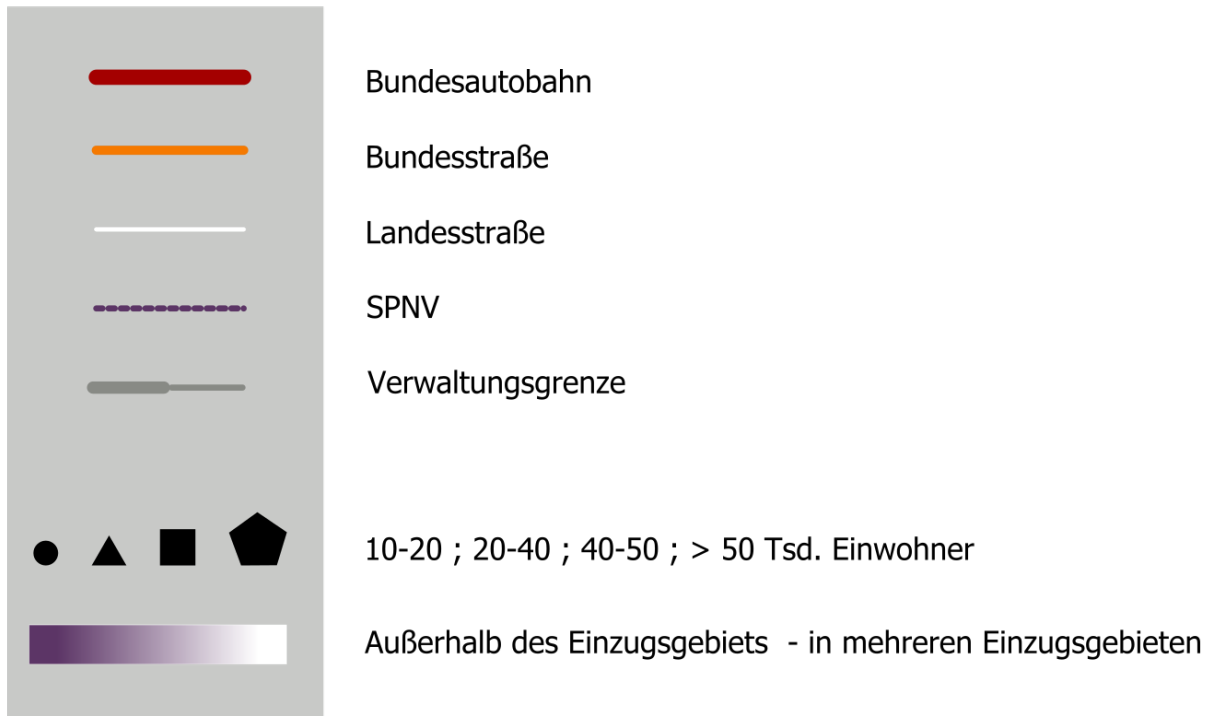 Bundesautobahn
Bundesstraße
Landesstraße
SPNV
Verwaltungsgrenze
10-20 ; 20-40 ; 40-50 ; > 50 Tsd. Einwohner
Außerhalb des Einzugsgebiets - in mehreren Einzugsgebieten